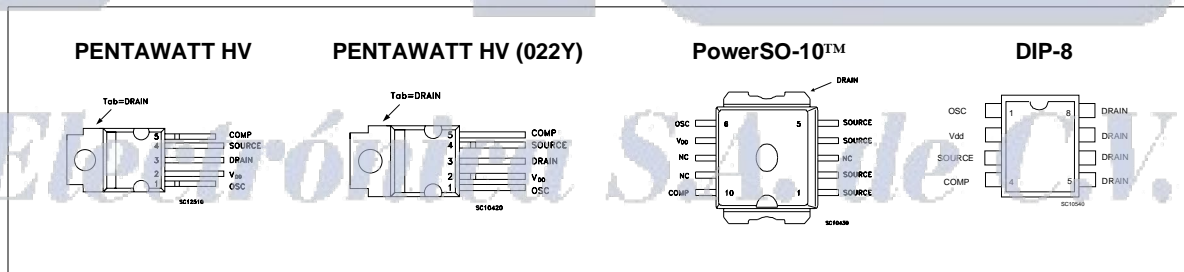 PENTAWATT HV
Tab=DRAIN
5 COMP
4 SOURCE
3 DRAIN
2 VDD
1 OSC
SC12510
PENTAWATT HV (022Y)
Tab=DRAIN
5 COMP
4 SOURCE
3 DRAIN
2 VDD
1 OSC
SC10420
PowerSO-10™
DRAIN
OSC 6 5 SOURCE
VDD SOURCE
NC NC
NC SOURCE
COMP 10 1 SOURCE
SC10430
DIP-8
OSC 1 8 DRAIN
Vdd DRAIN
SOURCE DRAIN
COMP 4 5 DRAIN
SC10540
Electrónica SA. de C.V.